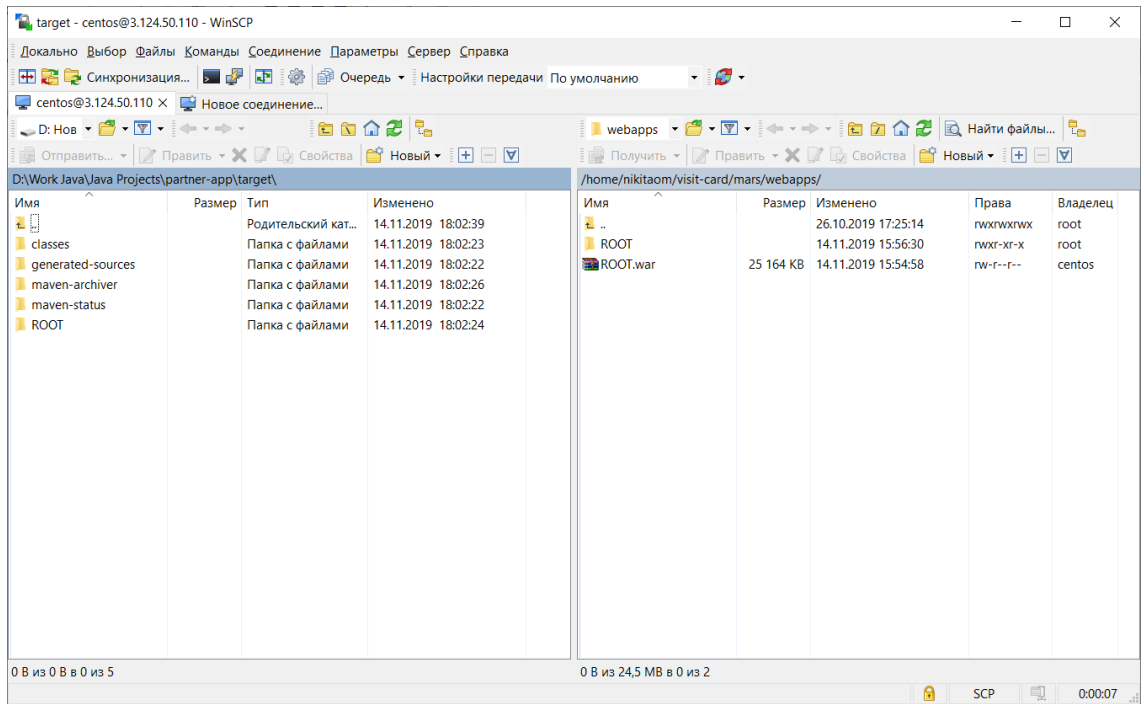 target - centos@3.124.50.110 - WinSCP
Локально Выбор Файлы Команды Соединение Параметры Сервер Справка
Синхронизация... Очередь Настройки передачи По умолчанию
centos@3.124.50.110 × Новое соединение...
D: Нов
webapps Найти файлы...
Отправить... Править Свойства Новый
Получить Править Свойства Новый
D:\Work Java\Java Projects\partner-app\target\
/home/nikitaom/visit-card/mars/webapps/
Имя Размер Тип Изменено
.. Родительский кат... 14.11.2019 18:02:39
classes Папка с файлами 14.11.2019 18:02:23
generated-sources Папка с файлами 14.11.2019 18:02:22
maven-archiver Папка с файлами 14.11.2019 18:02:26
maven-status Папка с файлами 14.11.2019 18:02:22
ROOT Папка с файлами 14.11.2019 18:02:24
Имя Размер Изменено Права Владелец
.. 26.10.2019 17:25:14 rwxrwxrwx root
ROOT 14.11.2019 15:56:30 rwxr-xr-x root
ROOT.war 25 164 KB 14.11.2019 15:54:58 rw-r--r-- centos
0 B из 0 B в 0 из 5
0 B из 24,5 MB в 0 из 2
SCP 0:00:07